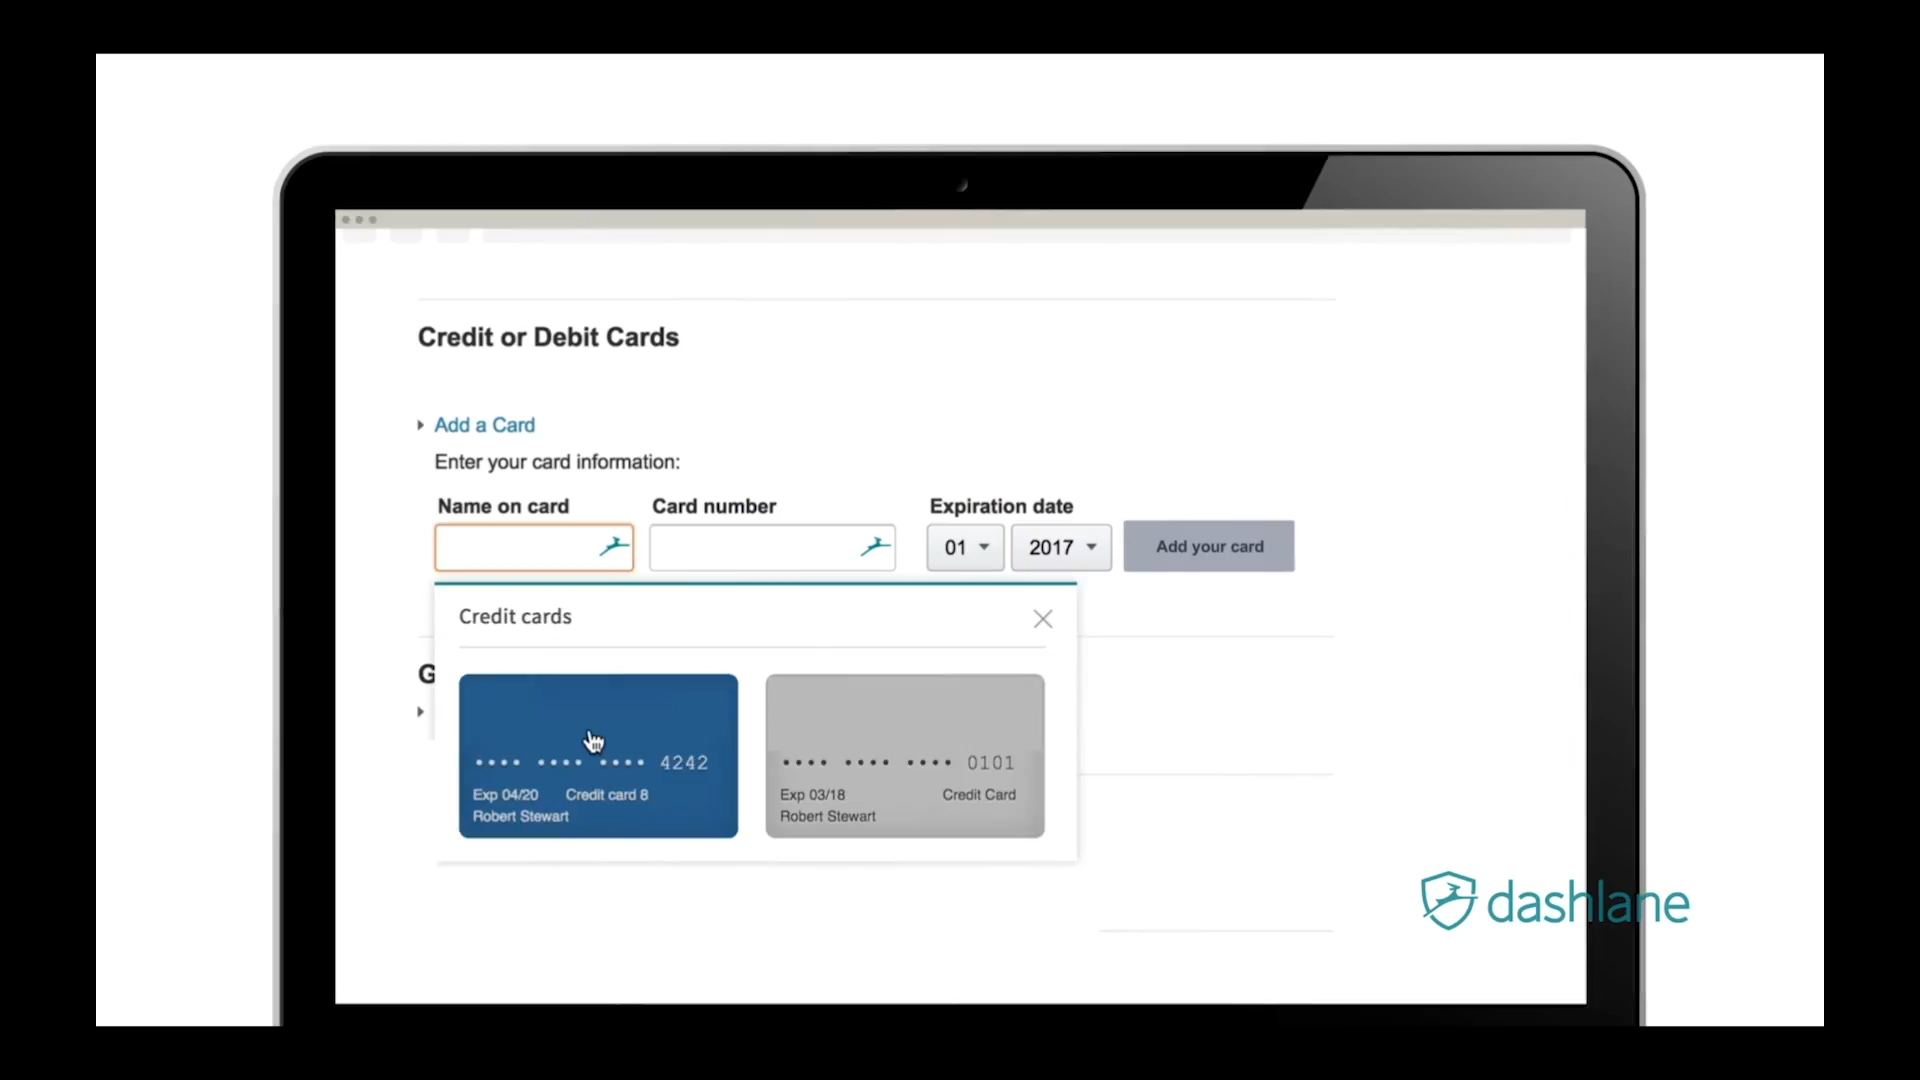 Credit or Debit Cards
Add a Card
Enter your card information:
Name on card Card number Expiration date
01 2017 Add your card
Credit cards
G
•••• •••• •••• 4242 •••• •••• •••• 0101
Exp 04/20 Credit card 8 Exp 03/18 Credit Card
Robert Stewart Robert Stewart
dashlane